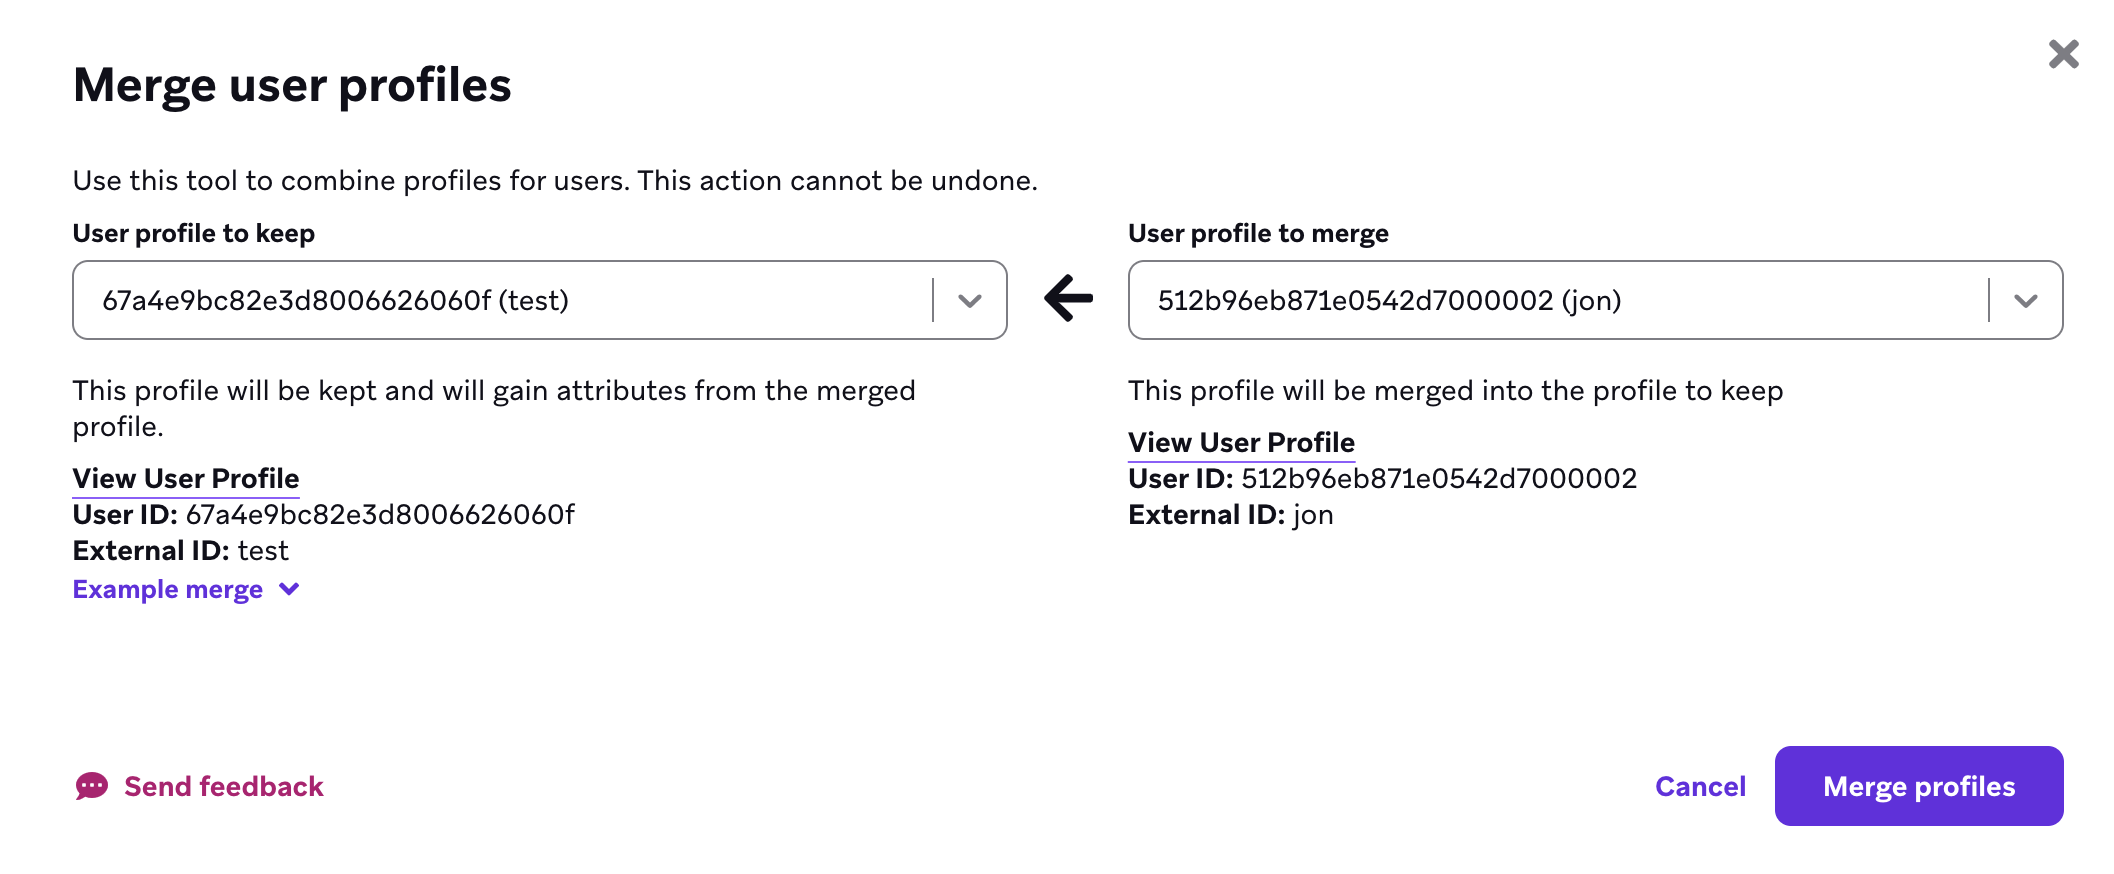 Merge user profiles
Use this tool to combine profiles for users. This action cannot be undone.
User profile to keep
67a4e9bc82e3d8006626060f (test)
This profile will be kept and will gain attributes from the merged
profile.
View User Profile
User ID: 67a4e9bc82e3d8006626060f
External ID: test
Example merge
User profile to merge
512b96eb871e0542d7000002 (jon)
This profile will be merged into the profile to keep
View User Profile
User ID: 512b96eb871e0542d7000002
External ID: jon
Send feedback
Cancel
Merge profiles